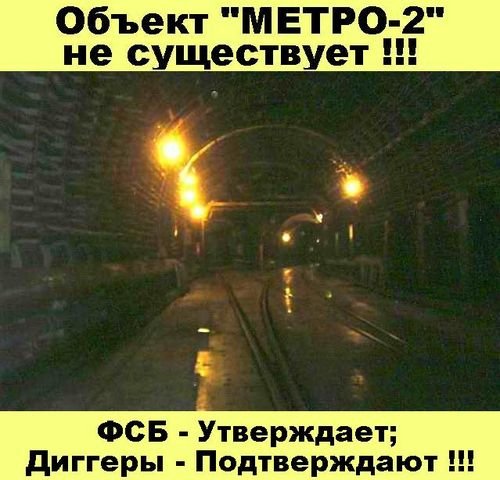 Объект "МЕТРО-2"
не существует !!!
ФСБ - Утверждает;
Диггеры - Подтверждают !!!